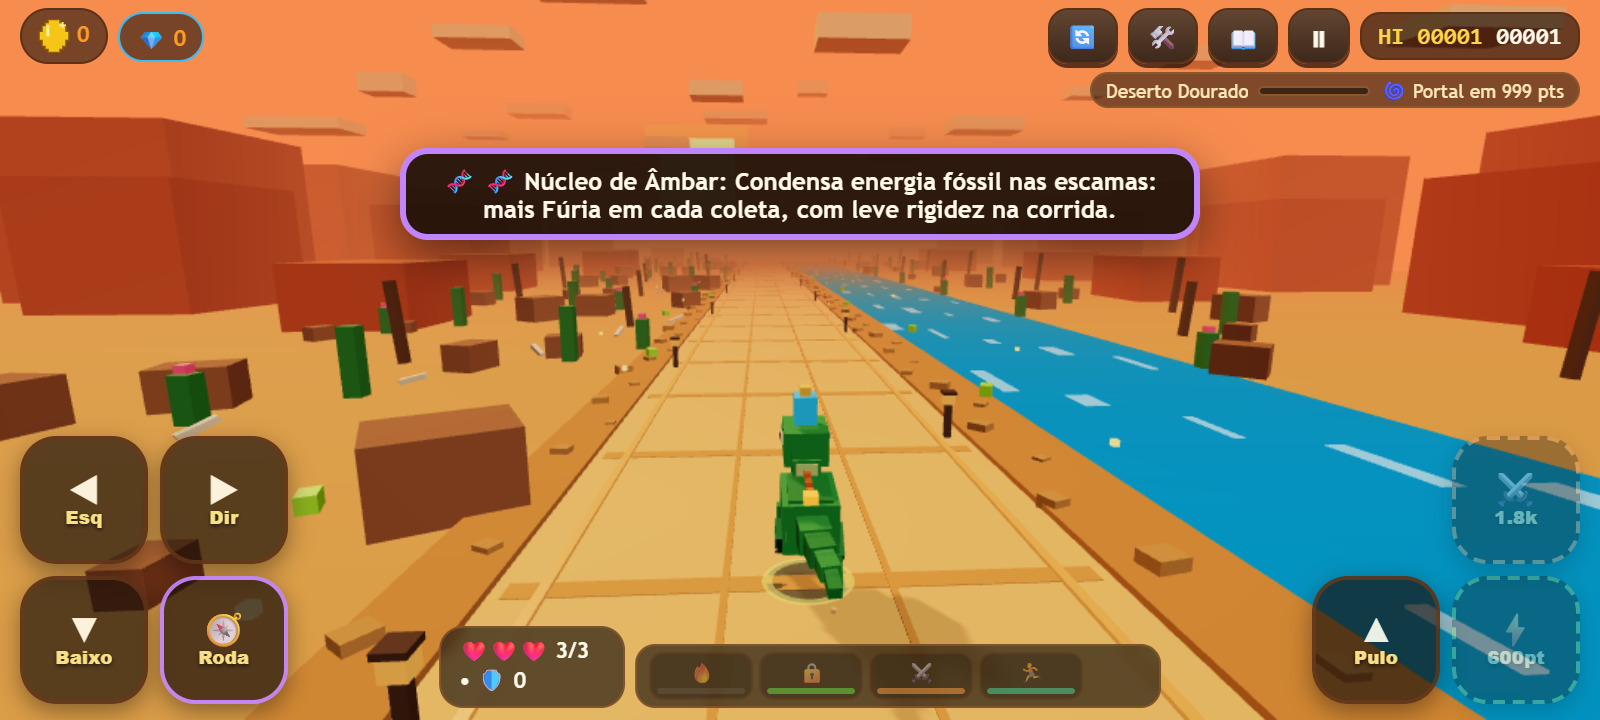 0
0
HI 00001 00001
Deserto Dourado
Portal em 999 pts
Núcleo de Âmbar: Condensa energia fóssil nas escamas:
mais Fúria em cada coleta, com leve rigidez na corrida.
Esq
Dir
Baixo
Roda
3/3
• 0
1.8k
Pulo
600pt